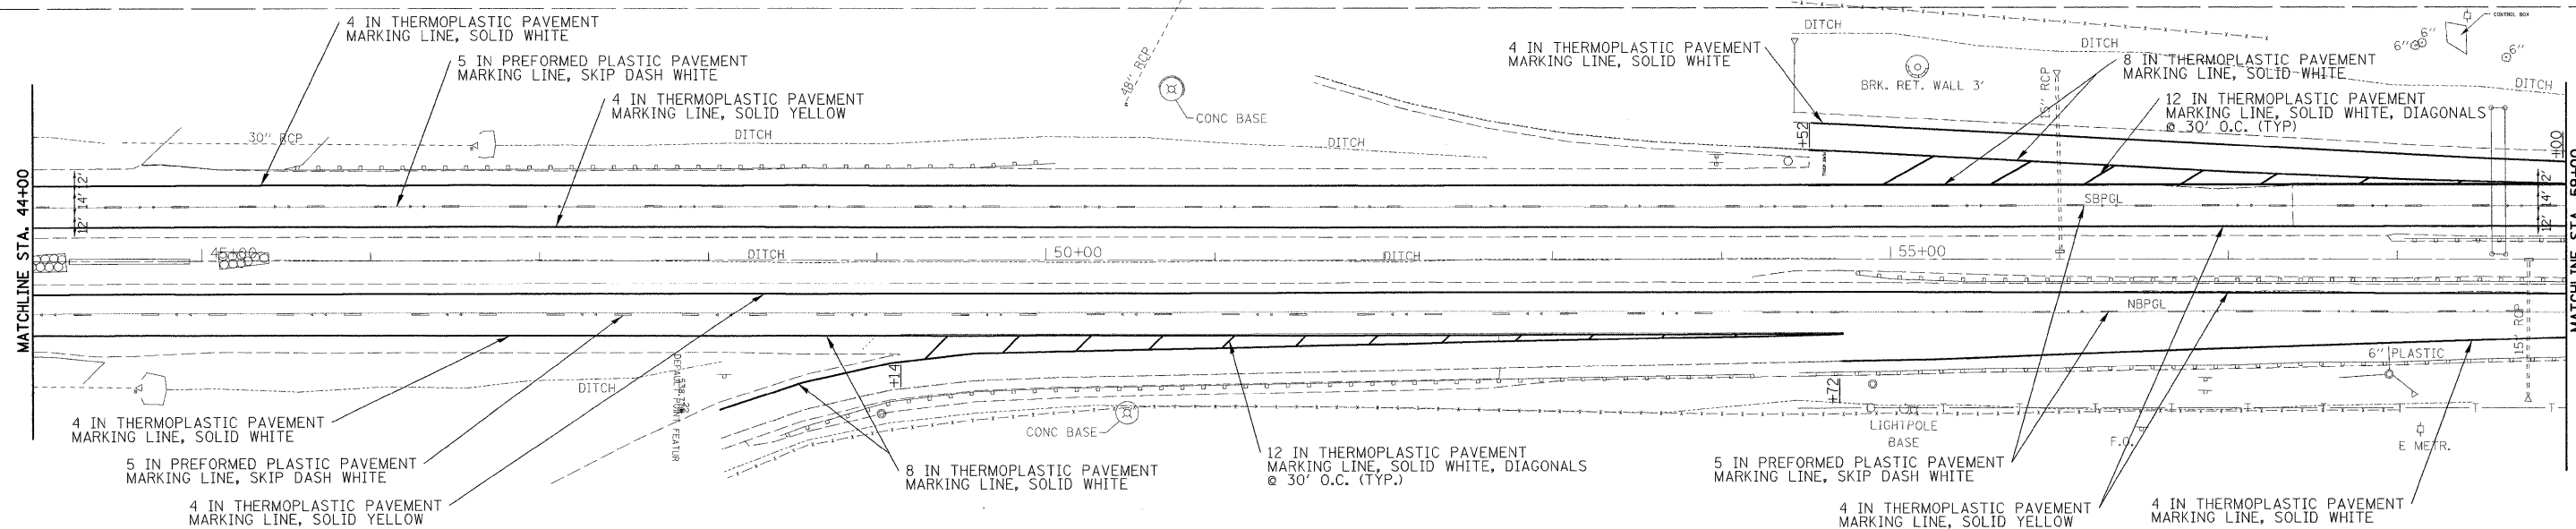 4 IN THERMOPLASTIC PAVEMENT
MARKING LINE, SOLID WHITE
5 IN PREFORMED PLASTIC PAVEMENT
MARKING LINE, SKIP DASH WHITE
4 IN THERMOPLASTIC PAVEMENT
MARKING LINE, SOLID YELLOW
48" RCP
CONC BASE
4 IN THERMOPLASTIC PAVEMENT
MARKING LINE, SOLID WHITE
DITCH
BRK. RET. WALL 3'
15" RCP
DITCH
8 IN THERMOPLASTIC PAVEMENT
MARKING LINE, SOLID WHITE
12 IN THERMOPLASTIC PAVEMENT
MARKING LINE, SOLID WHITE, DIAGONALS
@ 30' O.C. (TYP)
6"
6"
6"
CONTROL BOX
DITCH
30" RCP
DITCH
DITCH
+52
+00
MATCHLINE STA. 44+00
12' 14' 12'
SBPGL
12' 14' 12'
MATCHLINE STA. 59+00
45+00
DITCH
50+00
DITCH
55+00
NBPGL
15" RCP
+14
DITCH
+72
6" PLASTIC
CONC BASE
LIGHTPOLE
BASE
F.O.
E METR.
4 IN THERMOPLASTIC PAVEMENT
MARKING LINE, SOLID WHITE
5 IN PREFORMED PLASTIC PAVEMENT
MARKING LINE, SKIP DASH WHITE
4 IN THERMOPLASTIC PAVEMENT
MARKING LINE, SOLID YELLOW
8 IN THERMOPLASTIC PAVEMENT
MARKING LINE, SOLID WHITE
12 IN THERMOPLASTIC PAVEMENT
MARKING LINE, SOLID WHITE, DIAGONALS
@ 30' O.C. (TYP.)
5 IN PREFORMED PLASTIC PAVEMENT
MARKING LINE, SKIP DASH WHITE
4 IN THERMOPLASTIC PAVEMENT
MARKING LINE, SOLID YELLOW
4 IN THERMOPLASTIC PAVEMENT
MARKING LINE, SOLID WHITE